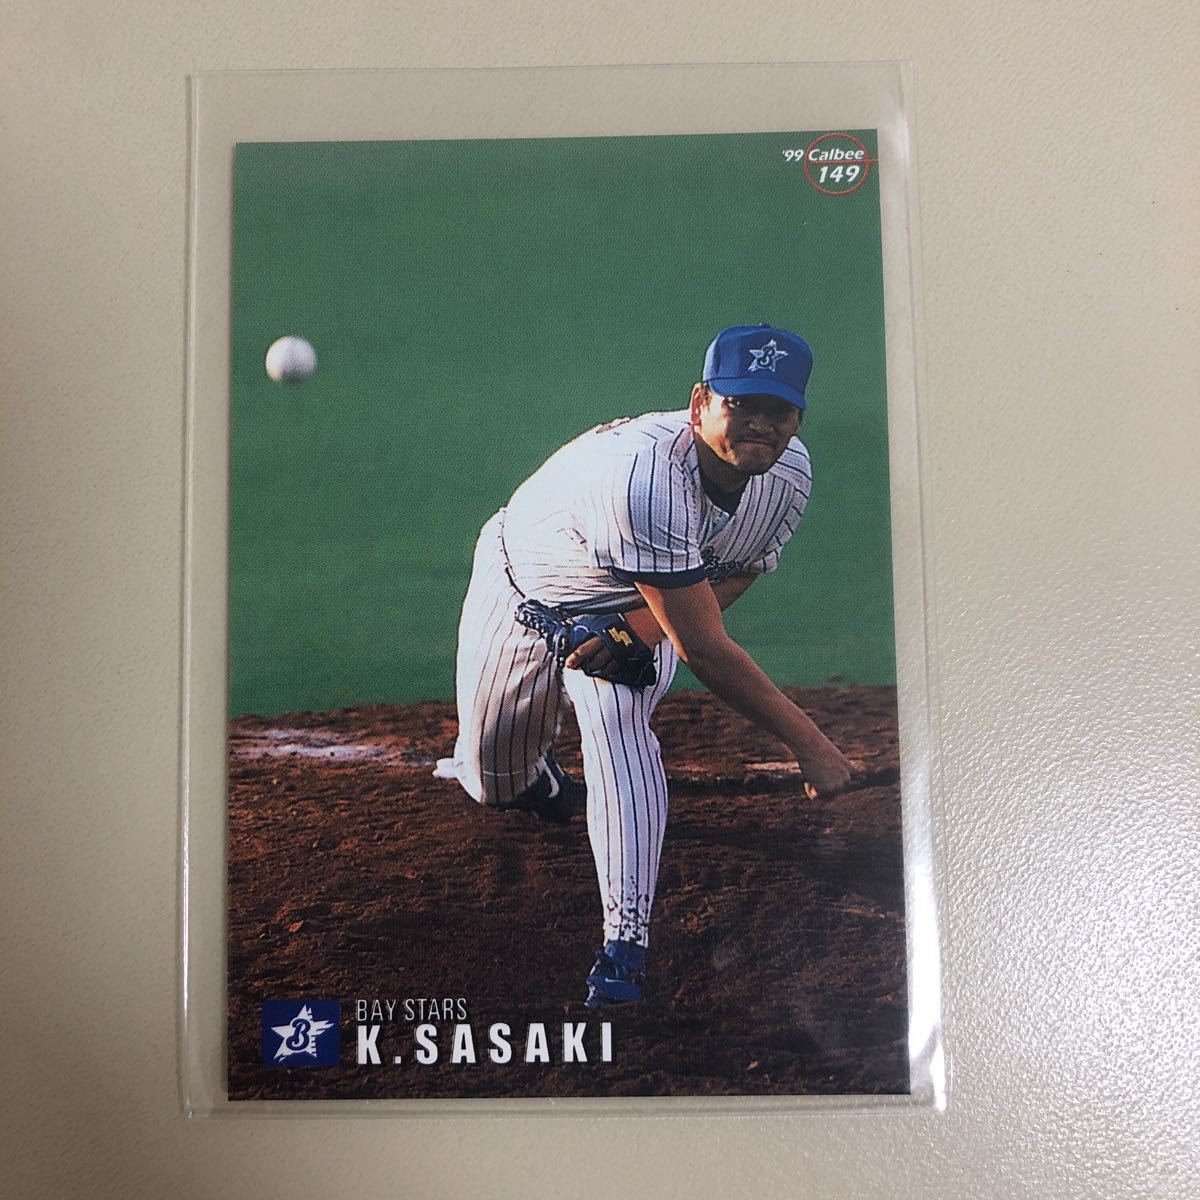 '99 Calbee
149
B
BAY STARS
B
K.SASAKI